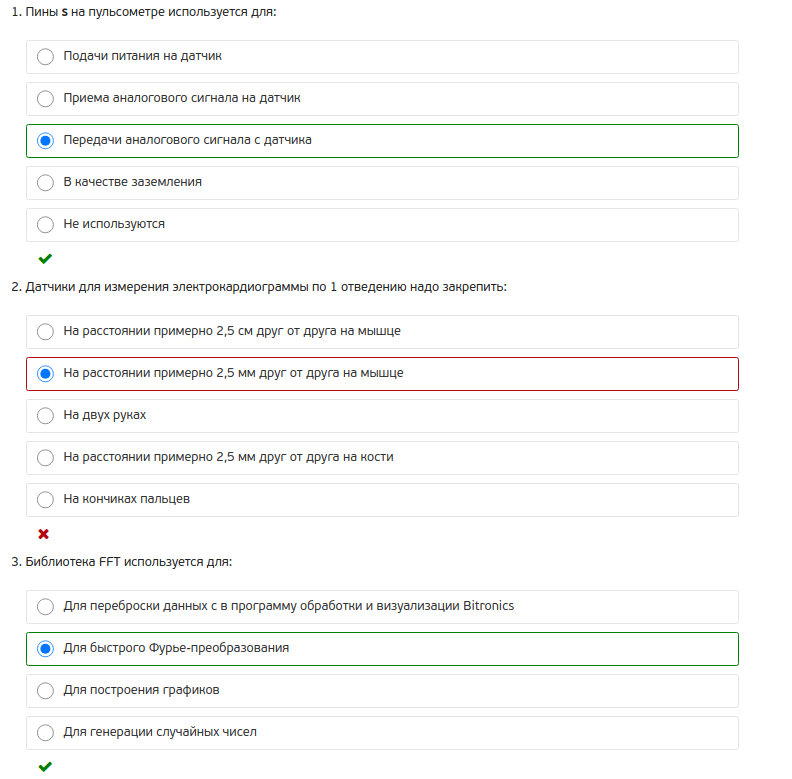 1. Пины s на пульсометре используется для:
Подачи питания на датчик
Приема аналогового сигнала на датчик
Передачи аналогового сигнала с датчика
В качестве заземления
Не используются
2. Датчики для измерения электрокардиограммы по 1 отведению надо закрепить:
На расстоянии примерно 2,5 см друг от друга на мышце
На расстоянии примерно 2,5 мм друг от друга на мышце
На двух руках
На расстоянии примерно 2,5 мм друг от друга на кости
На кончиках пальцев
3. Библиотека FFT используется для:
Для переброски данных с в программу обработки и визуализации Bitronics
Для быстрого Фурье-преобразования
Для построения графиков
Для генерации случайных чисел